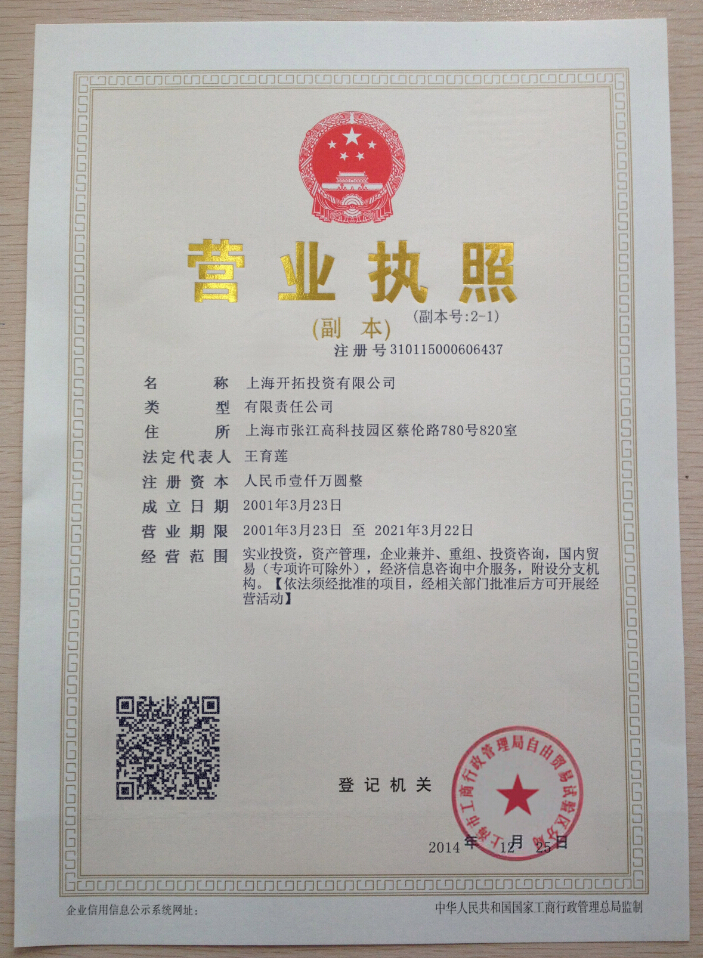 营业执照
(副 本) (副本号:2-1)
注册号310115000606437
名 称 上海开拓投资有限公司
类 型 有限责任公司
住 所 上海市张江高科技园区蔡伦路780号820室
法定代表人 王育莲
注册资本 人民币壹仟万圆整
成立日期 2001年3月23日
营业期限 2001年3月23日 至 2021年3月22日
经营范围 实业投资，资产管理，企业兼并、重组、投资咨询，国内贸
易（专项许可除外），经济信息咨询中介服务，附设分支机
构。【依法须经批准的项目，经相关部门批准后方可开展经
营活动】
登记机关
上海市工商行政管理局自由贸易试验区分局
2014年 12月 25日
企业信用信息公示系统网址：
中华人民共和国国家工商行政管理总局监制